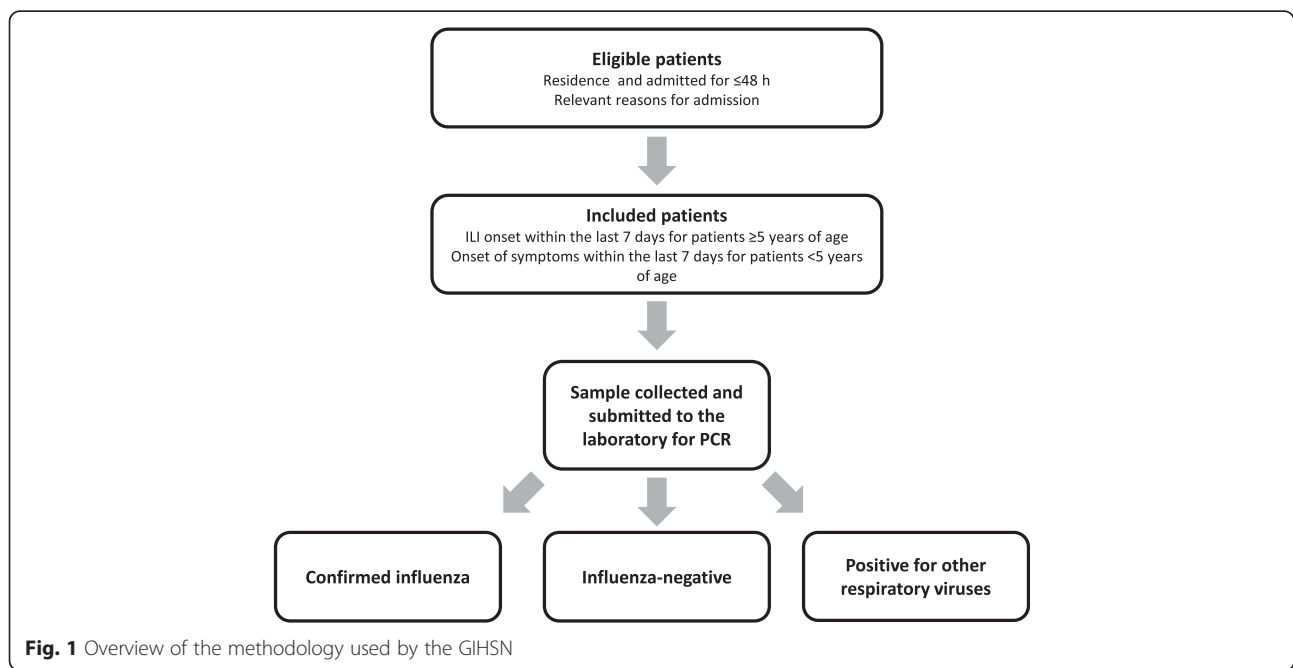 Eligible patients
Residence and admitted for ≤48 h
Relevant reasons for admission
Included patients
ILI onset within the last 7 days for patients ≥5 years of age
Onset of symptoms within the last 7 days for patients <5 years
of age
Sample collected and
submitted to the
laboratory for PCR
Confirmed influenza
Influenza-negative
Positive for other
respiratory viruses
Fig. 1 Overview of the methodology used by the GIHSN